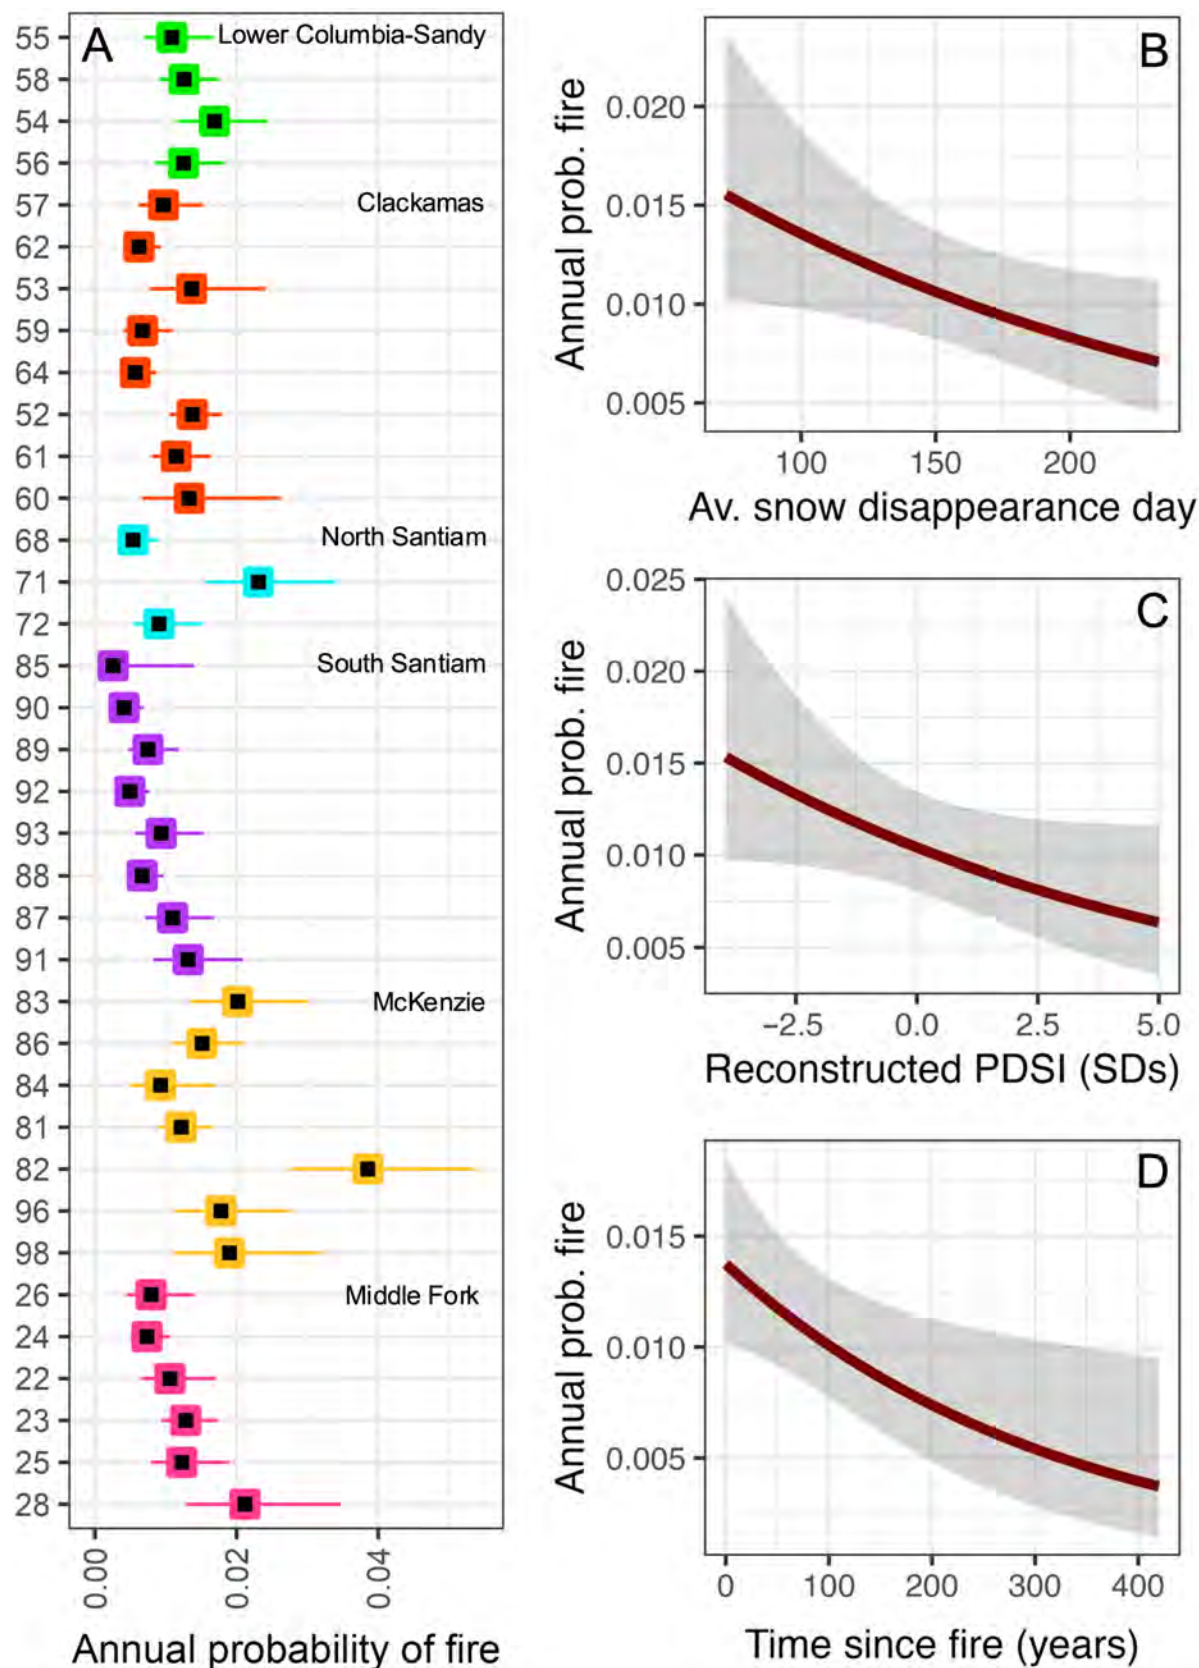 A
55 Lower Columbia-Sandy
58
54
56
57 Clackamas
62
53
59
64
52
61
60
68 North Santiam
71
72
85 South Santiam
90
89
92
93
88
87
91
83 McKenzie
86
84
81
82
96
98
26 Middle Fork
24
22
23
25
28
0.00 0.02 0.04
Annual probability of fire
B
Annual prob. fire
0.020
0.015
0.010
0.005
100 150 200
Av. snow disappearance day
C
Annual prob. fire
0.025
0.020
0.015
0.010
0.005
−2.5 0.0 2.5 5.0
Reconstructed PDSI (SDs)
D
Annual prob. fire
0.015
0.010
0.005
0 100 200 300 400
Time since fire (years)